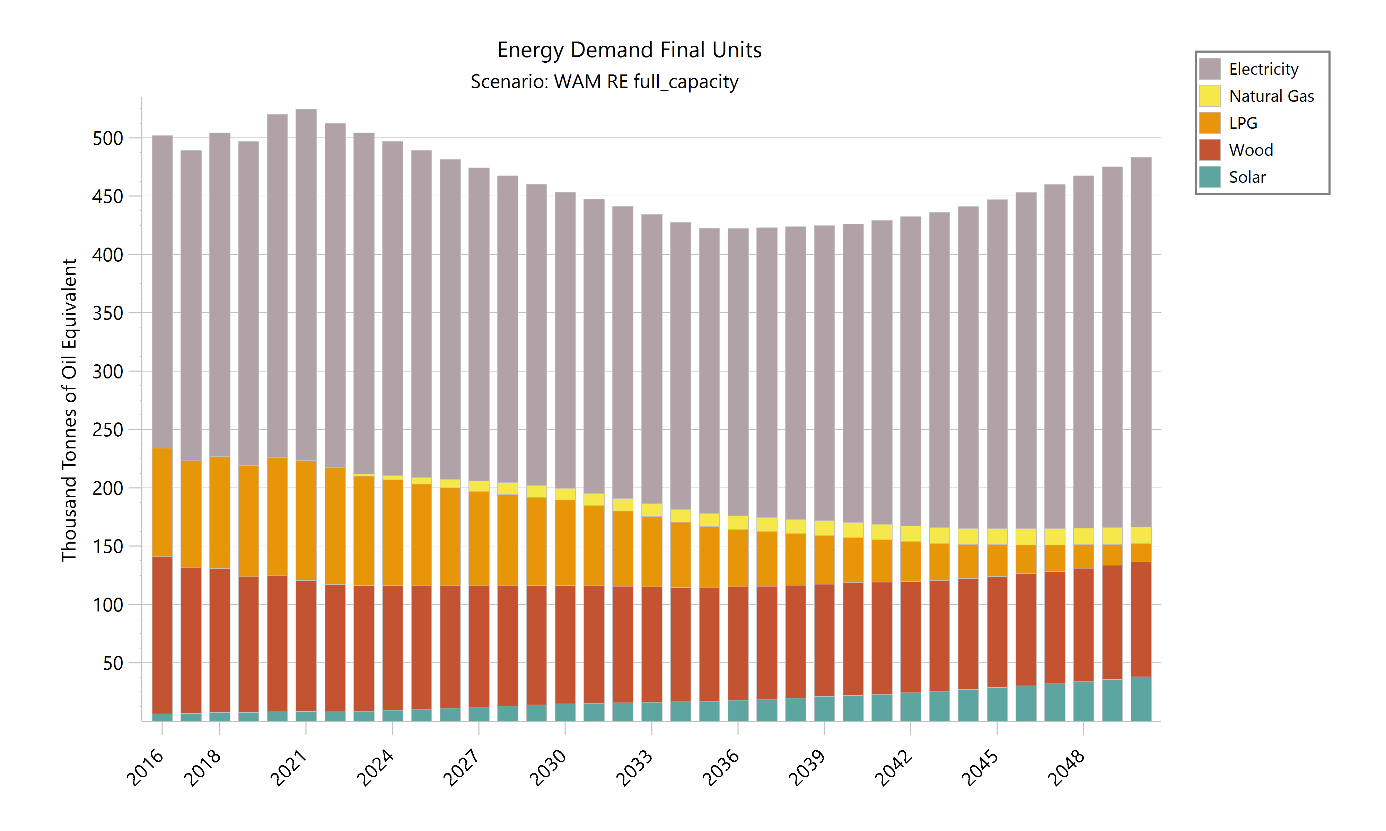 Energy Demand Final Units
Scenario: WAM RE full_capacity
Electricity
Natural Gas
LPG
Wood
Solar
Thousand Tonnes of Oil Equivalent
500
450
400
350
300
250
200
150
100
50
2016
2018
2021
2024
2027
2030
2033
2036
2039
2042
2045
2048